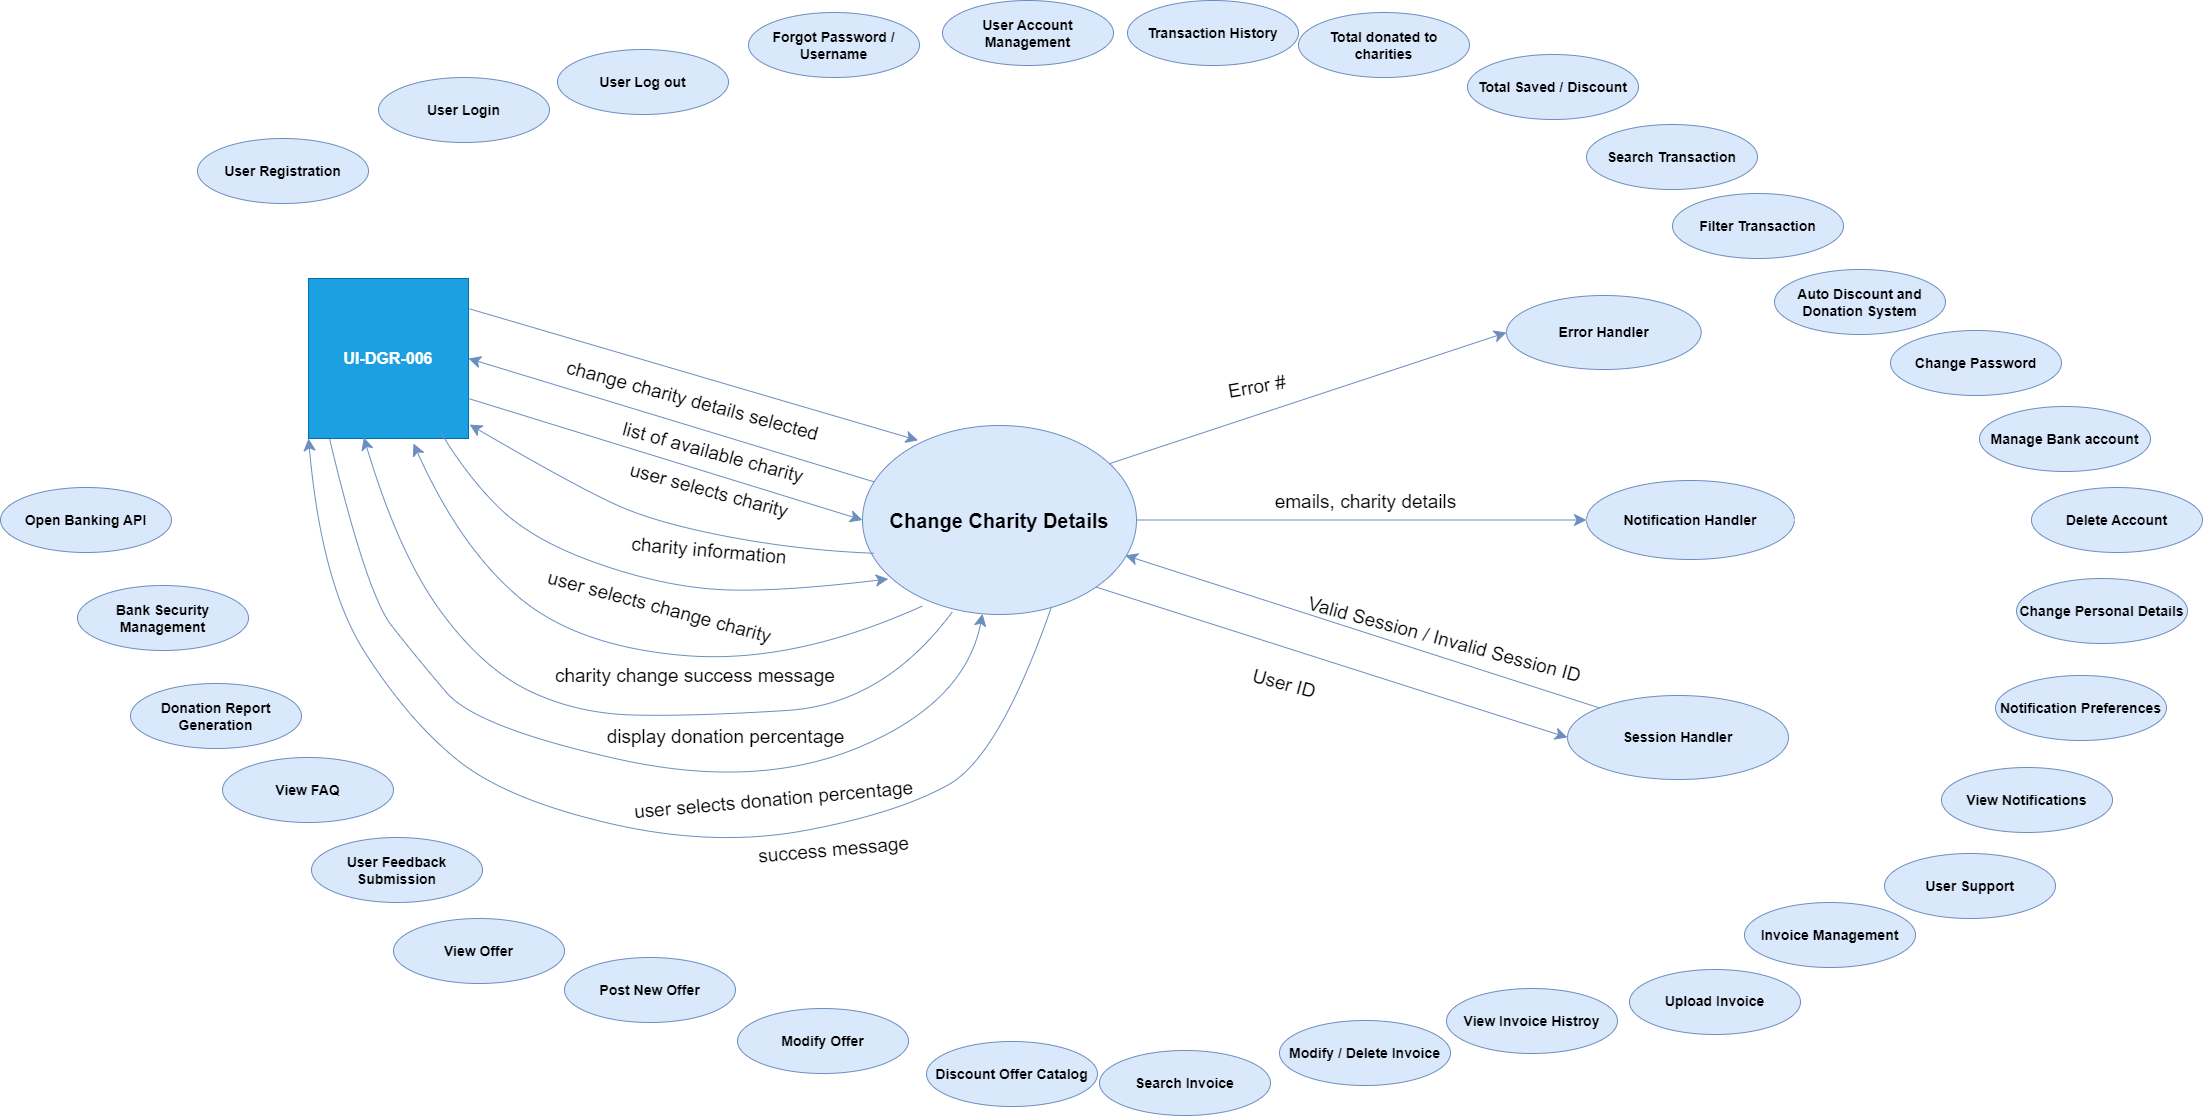 User Account
Management
Transaction History
Forgot Password /
Username
Total donated to
charities
User Log out
Total Saved / Discount
User Login
Search Transaction
User Registration
Filter Transaction
Auto Discount and
Donation System
Error Handler
UI-DGR-006
Change Password
change charity details selected
Error #
list of available charity
Manage Bank account
user selects charity
emails, charity details
Open Banking API
Change Charity Details
Notification Handler
Delete Account
charity information
user selects change charity
Bank Security
Management
Change Personal Details
Valid Session / Invalid Session ID
charity change success message
User ID
Donation Report
Generation
Notification Preferences
display donation percentage
Session Handler
View FAQ
user selects donation percentage
View Notifications
success message
User Feedback
Submission
User Support
View Offer
Invoice Management
Post New Offer
Upload Invoice
View Invoice Histroy
Modify Offer
Modify / Delete Invoice
Discount Offer Catalog
Search Invoice